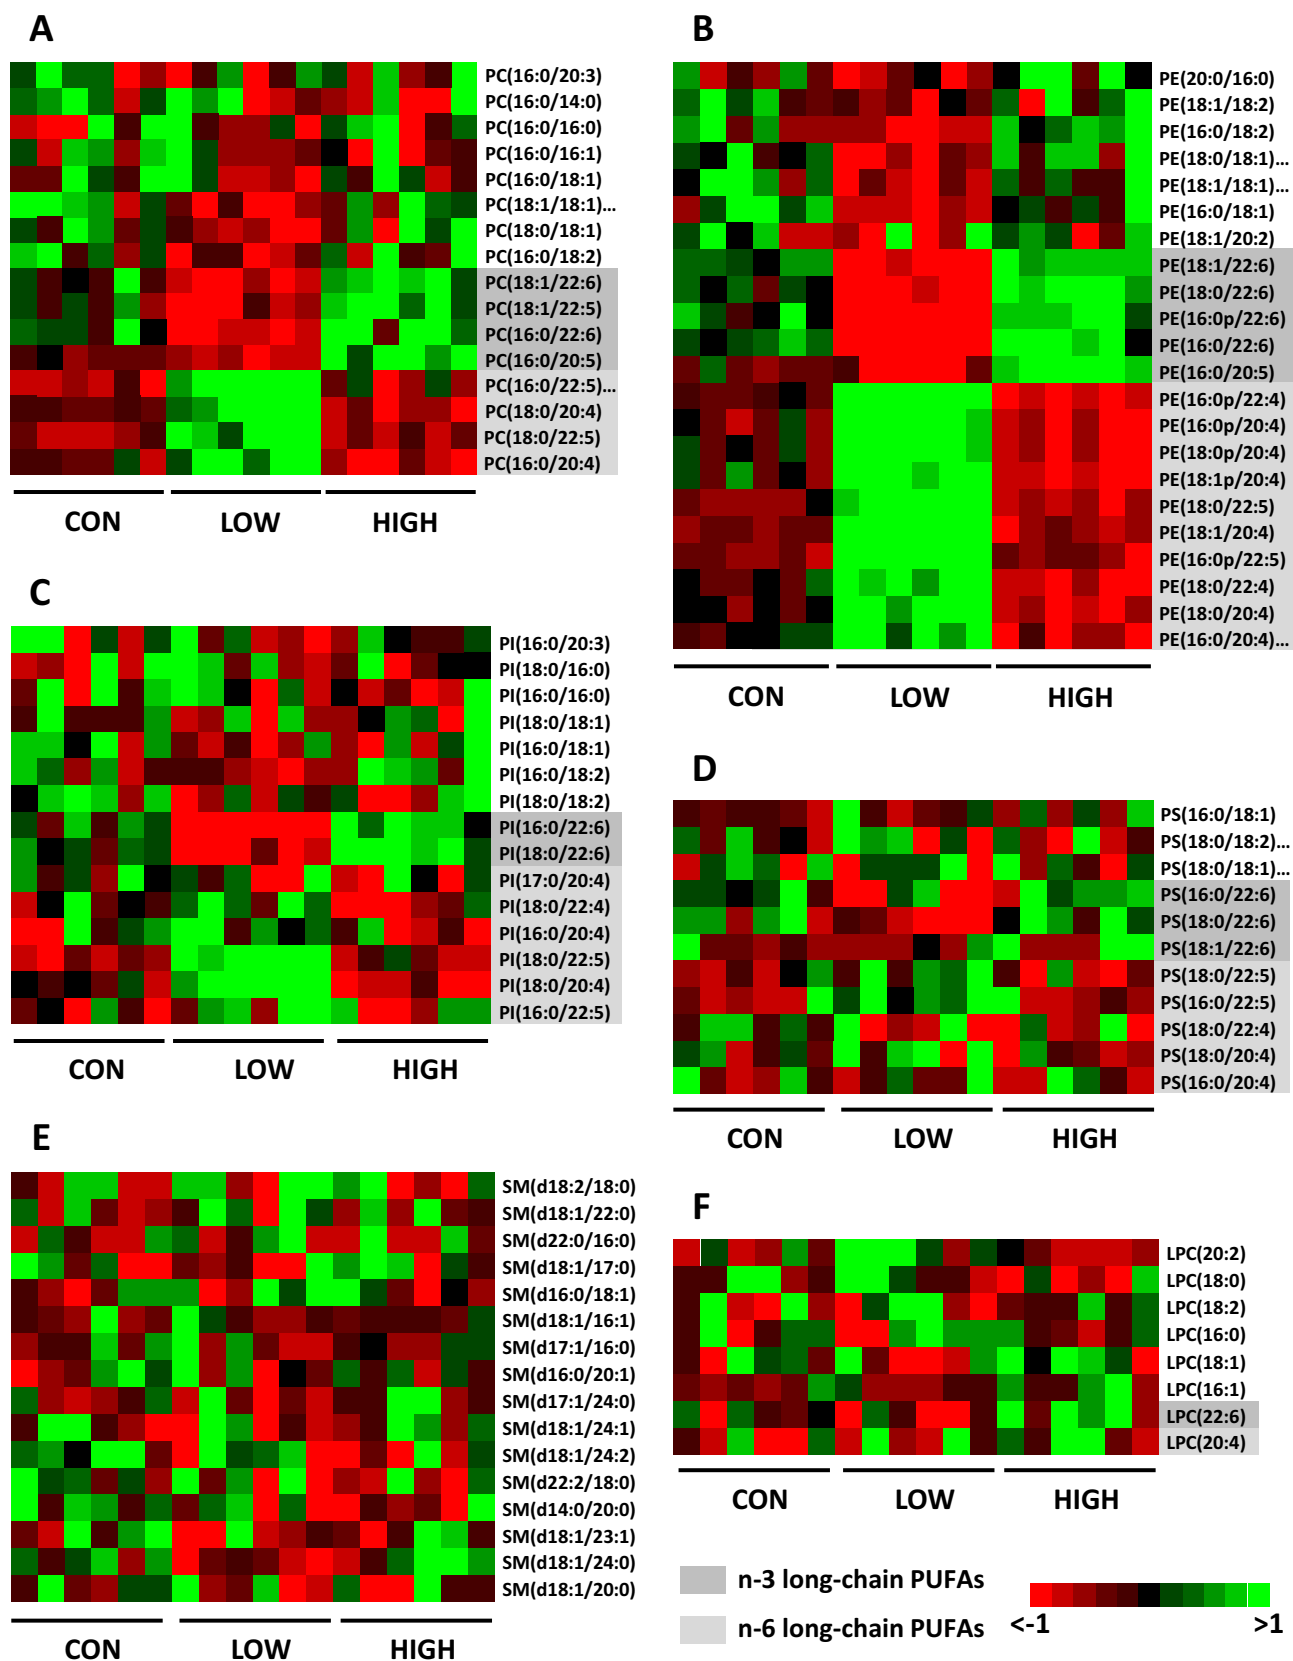 A
PC(16:0/20:3)
PC(16:0/14:0)
PC(16:0/16:0)
PC(16:0/16:1)
PC(16:0/18:1)
PC(18:1/18:1)...
PC(18:0/18:1)
PC(16:0/18:2)
PC(18:1/22:6)
PC(18:1/22:5)
PC(16:0/22:6)
PC(16:0/20:5)
PC(16:0/22:5)...
PC(18:0/20:4)
PC(18:0/22:5)
PC(16:0/20:4)
CON LOW HIGH
B
PE(20:0/16:0)
PE(18:1/18:2)
PE(16:0/18:2)
PE(18:0/18:1)...
PE(18:1/18:1)...
PE(16:0/18:1)
PE(18:1/20:2)
PE(18:1/22:6)
PE(18:0/22:6)
PE(16:0p/22:6)
PE(16:0/22:6)
PE(16:0/20:5)
PE(16:0p/22:4)
PE(16:0p/20:4)
PE(18:0p/20:4)
PE(18:1p/20:4)
PE(18:0/22:5)
PE(18:1/20:4)
PE(16:0p/22:5)
PE(18:0/22:4)
PE(18:0/20:4)
PE(16:0/20:4)...
CON LOW HIGH
C
PI(16:0/20:3)
PI(18:0/16:0)
PI(16:0/16:0)
PI(18:0/18:1)
PI(16:0/18:1)
PI(16:0/18:2)
PI(18:0/18:2)
PI(16:0/22:6)
PI(18:0/22:6)
PI(17:0/20:4)
PI(18:0/22:4)
PI(16:0/20:4)
PI(18:0/22:5)
PI(18:0/20:4)
PI(16:0/22:5)
CON LOW HIGH
D
PS(16:0/18:1)
PS(18:0/18:2)...
PS(18:0/18:1)...
PS(16:0/22:6)
PS(18:0/22:6)
PS(18:1/22:6)
PS(18:0/22:5)
PS(16:0/22:5)
PS(18:0/22:4)
PS(18:0/20:4)
PS(16:0/20:4)
CON LOW HIGH
E
SM(d18:2/18:0)
SM(d18:1/22:0)
SM(d22:0/16:0)
SM(d18:1/17:0)
SM(d16:0/18:1)
SM(d18:1/16:1)
SM(d17:1/16:0)
SM(d16:0/20:1)
SM(d17:1/24:0)
SM(d18:1/24:1)
SM(d18:1/24:2)
SM(d22:2/18:0)
SM(d14:0/20:0)
SM(d18:1/23:1)
SM(d18:1/24:0)
SM(d18:1/20:0)
CON LOW HIGH
F
LPC(20:2)
LPC(18:0)
LPC(18:2)
LPC(16:0)
LPC(18:1)
LPC(16:1)
LPC(22:6)
LPC(20:4)
CON LOW HIGH
n-3 long-chain PUFAs
n-6 long-chain PUFAs
<-1 >1